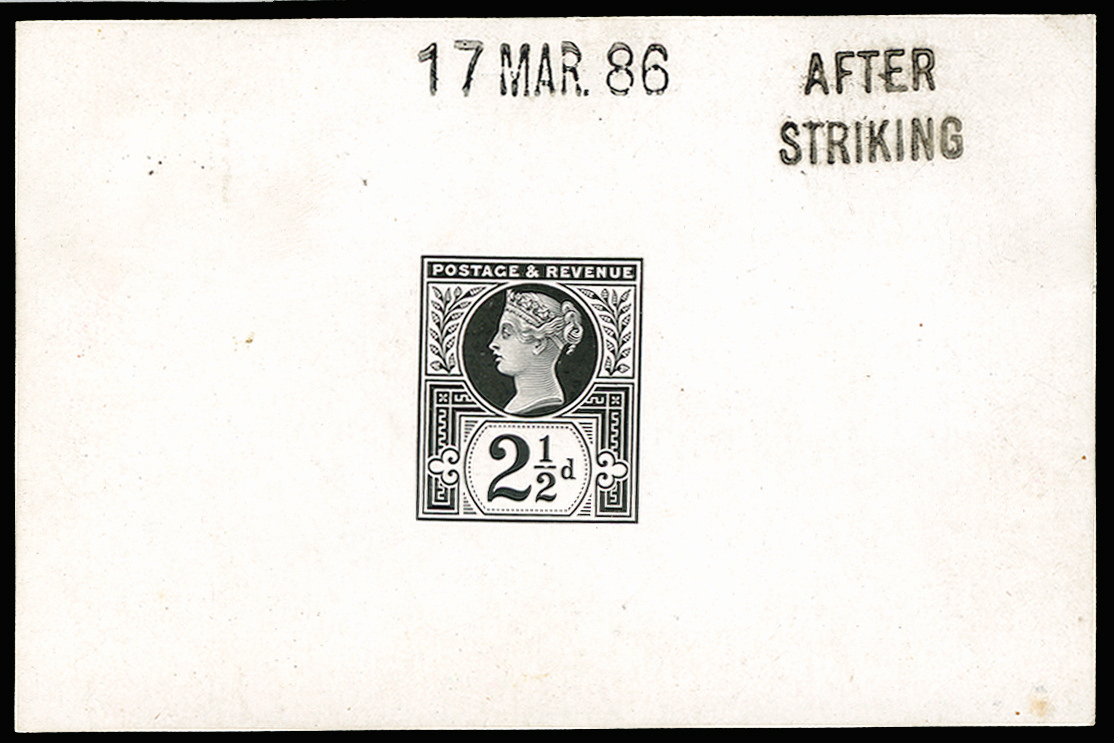 17 MAR. 86
AFTER
STRIKING
POSTAGE & REVENUE
2½d